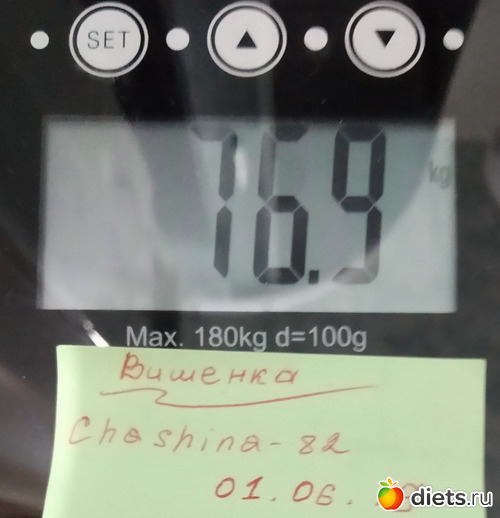 SET
76.9
kg
Max. 180kg d=100g
Вишенка
Chashina-82
01.06.
diets.ru